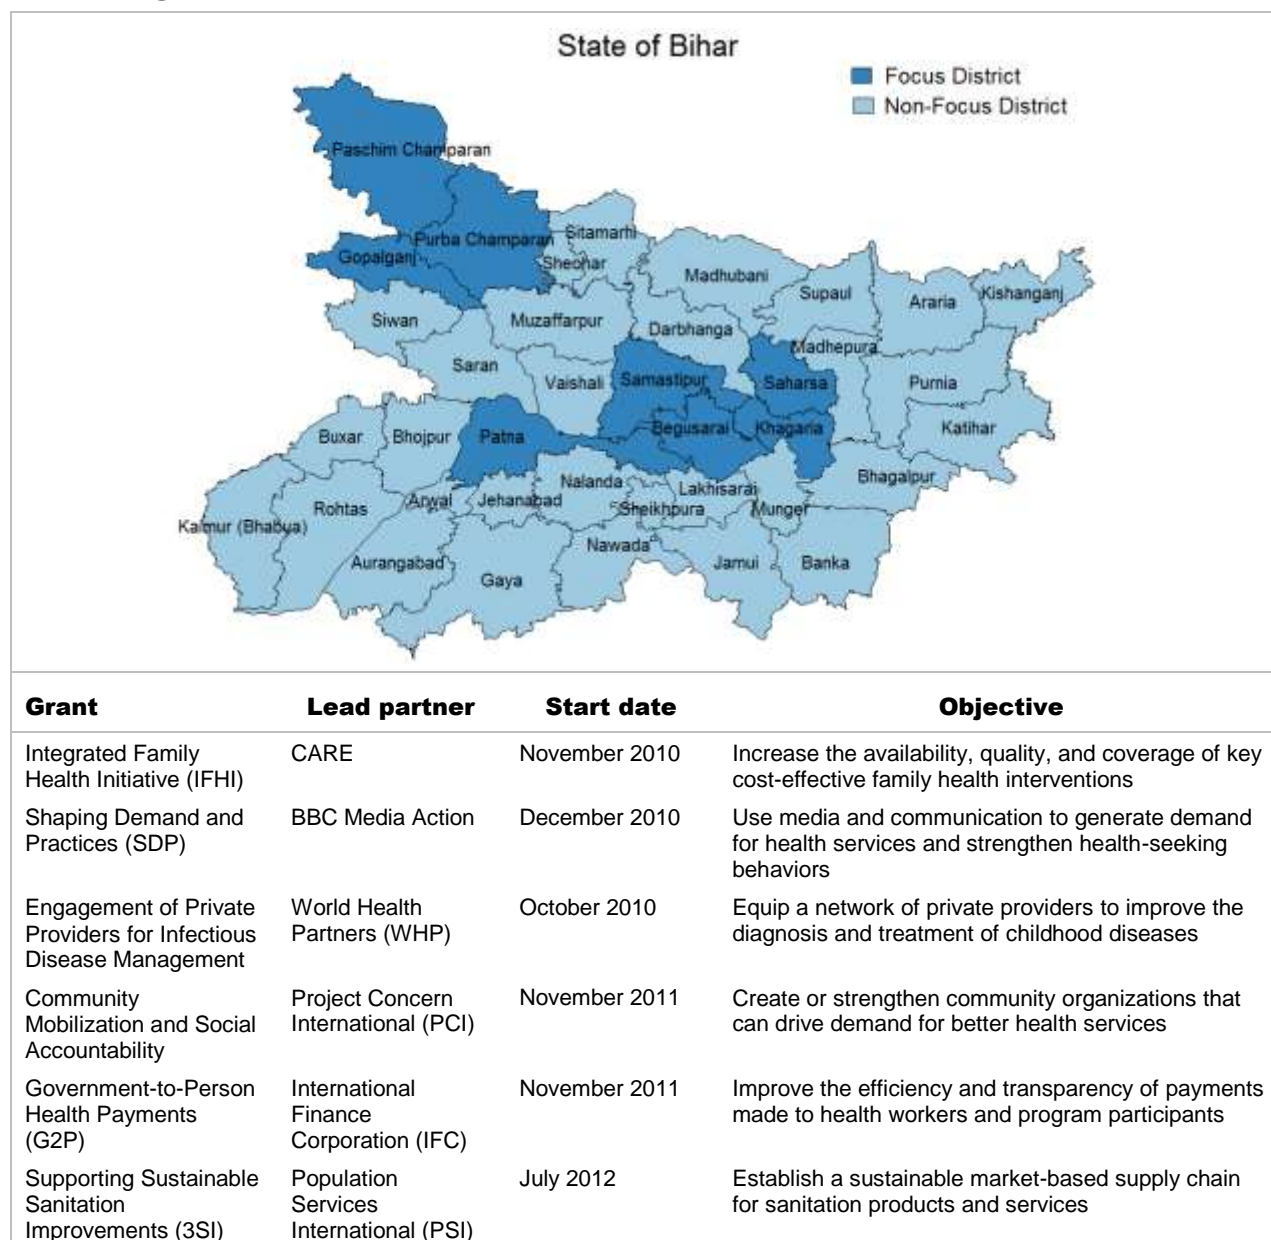 State of Bihar
Focus District
Non-Focus District
Paschim Champaran
Purba Champaran
Sitamarhi
Gopalganj
Sheohar
Madhubani
Supaul
Araria
Kishanganj
Siwan
Muzaffarpur
Darbhanga
Madhepura
Saran
Vaishali
Samastipur
Saharsa
Purnia
Buxar
Bhojpur
Patna
Begusarai
Khagaria
Katihar
Nalanda
Lakhisarai
Bhagalpur
Kaimur (Bhabua)
Rohtas
Arwal
Jehanabad
Sheikhpura
Munger
Aurangabad
Gaya
Nawada
Jamui
Banka
Grant Lead partner Start date Objective
Integrated Family CARE November 2010 Increase the availability, quality, and coverage of key
Health Initiative (IFHI) cost-effective family health interventions
Shaping Demand and BBC Media Action December 2010 Use media and communication to generate demand
Practices (SDP) for health services and strengthen health-seeking
behaviors
Engagement of Private World Health October 2010 Equip a network of private providers to improve the
Providers for Infectious Partners (WHP) diagnosis and treatment of childhood diseases
Disease Management
Community Project Concern November 2011 Create or strengthen community organizations that
Mobilization and Social International (PCI) can drive demand for better health services
Accountability
Government-to-Person International November 2011 Improve the efficiency and transparency of payments
Health Payments Finance made to health workers and program participants
(G2P) Corporation (IFC)
Supporting Sustainable Population July 2012 Establish a sustainable market-based supply chain
Sanitation Services for sanitation products and services
Improvements (3SI) International (PSI)